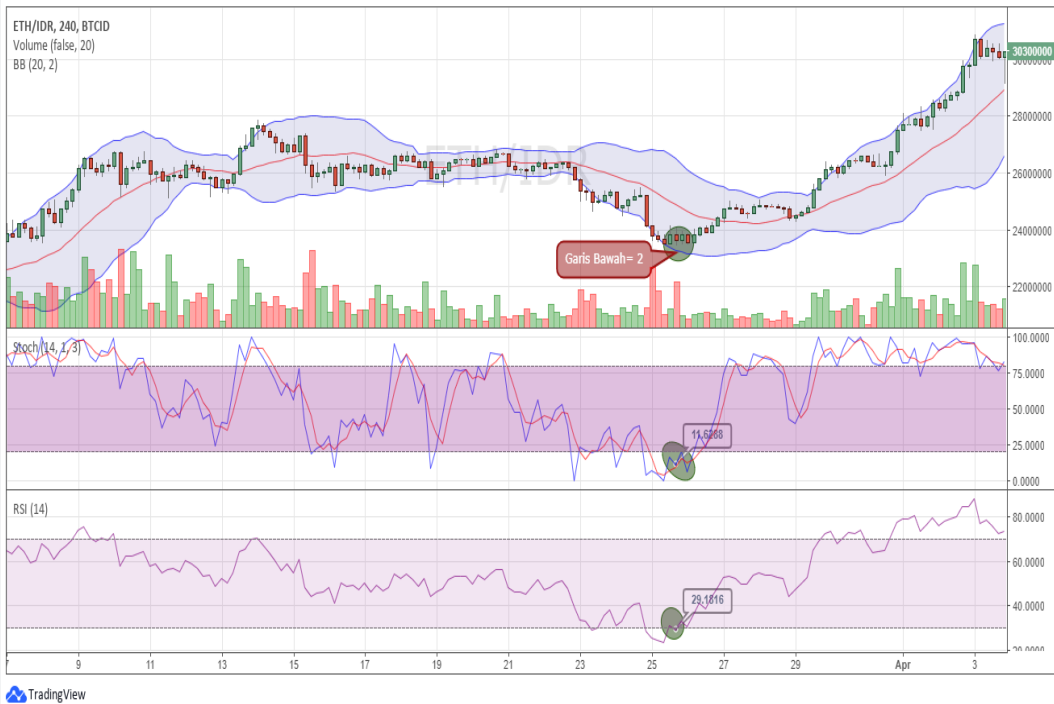 ETH/IDR, 240, BTCID
Volume (false, 20)
BB (20, 2)
ETH/IDR
30300000
30000000
28000000
26000000
24000000
22000000
Garis Bawah= 2
Stoch (14, 1, 3)
100.0000
75.0000
50.0000
25.0000
0.0000
11.6288
RSI (14)
80.0000
60.0000
40.0000
20.0000
29.1816
7 9 11 13 15 17 19 21 23 25 27 29 Apr 3
TradingView